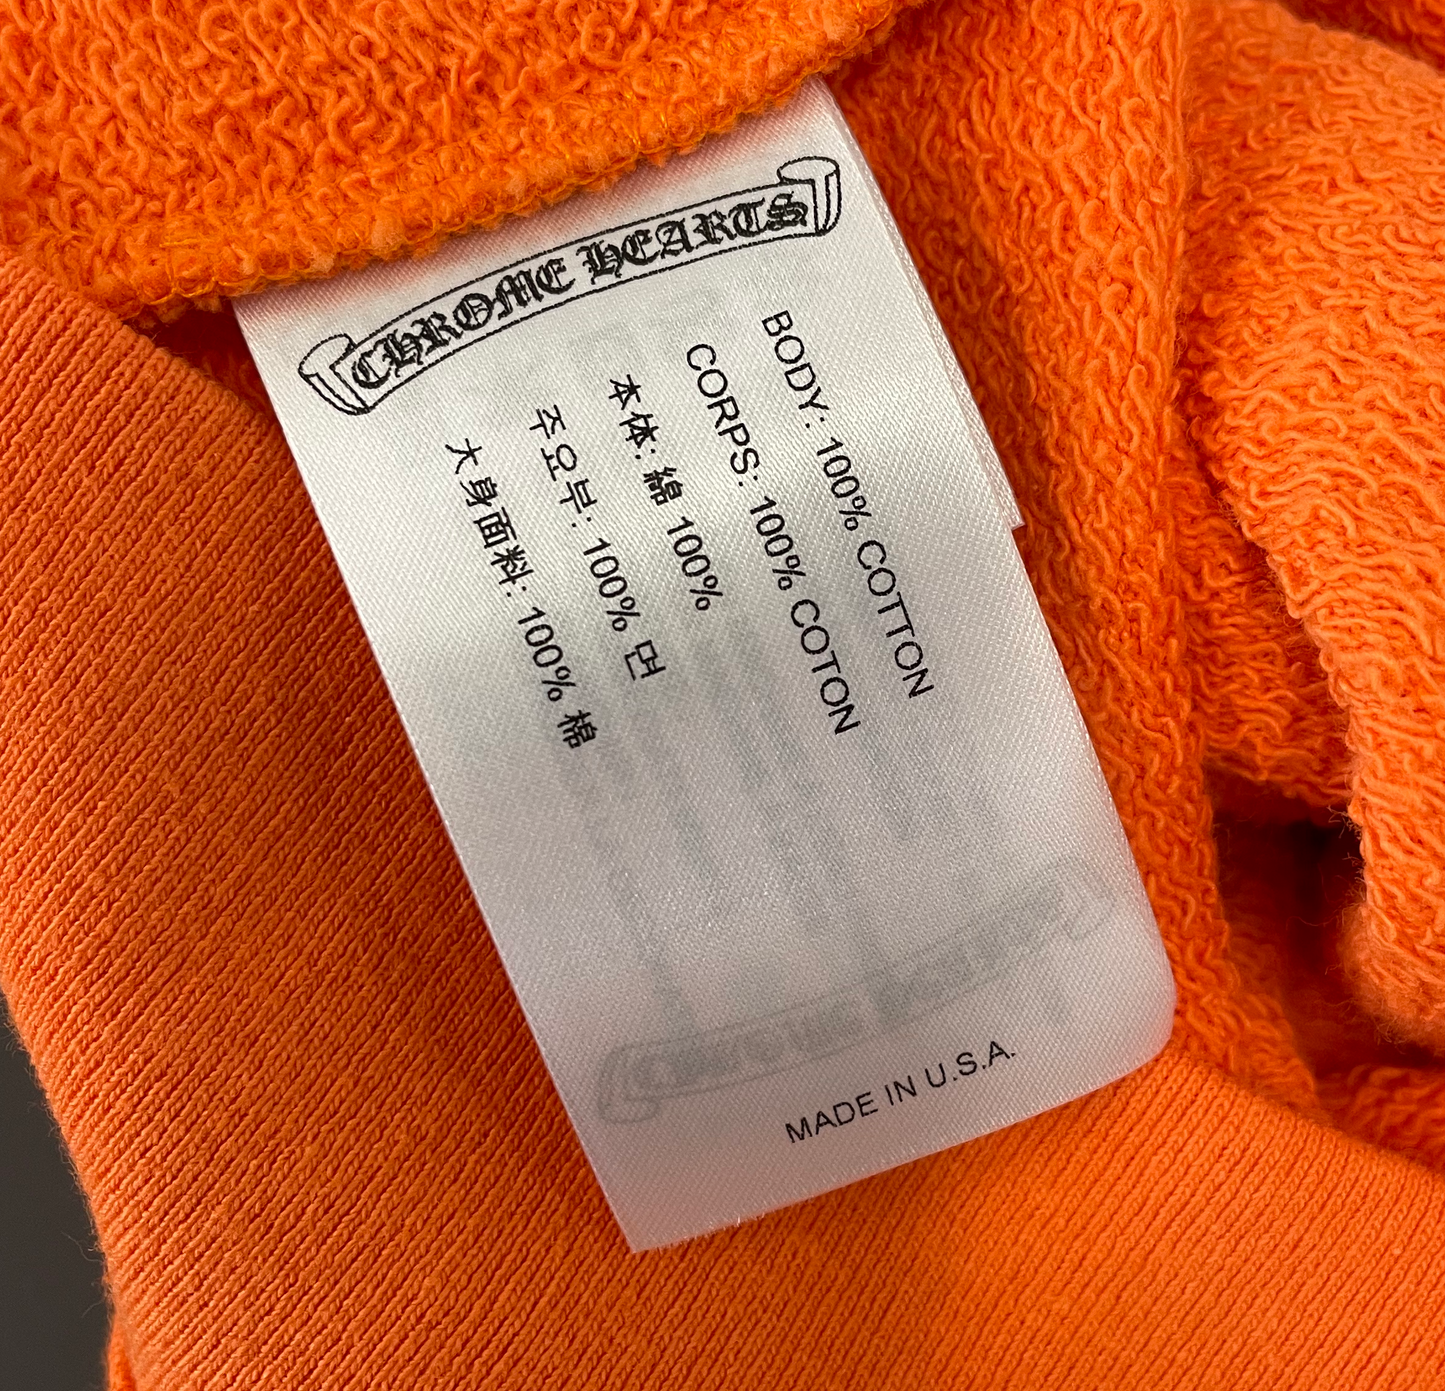 CHROME HEARTS
BODY: 100% COTTON
CORPS: 100% COTON
本体: 綿 100%
주요부: 100% 면
大身面料: 100% 棉
MADE IN U.S.A.